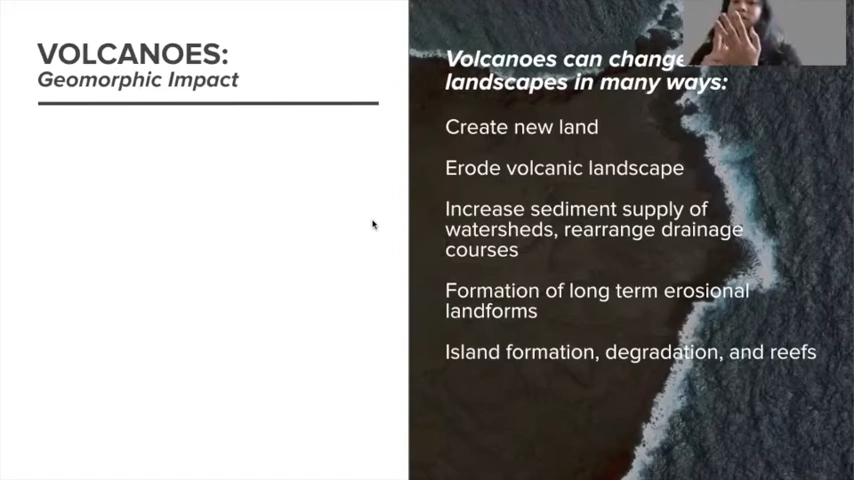 VOLCANOES:
Geomorphic Impact
Volcanoes can change
landscapes in many ways:
Create new land
Erode volcanic landscape
Increase sediment supply of
watersheds, rearrange drainage
courses
Formation of long term erosional
landforms
Island formation, degradation, and reefs